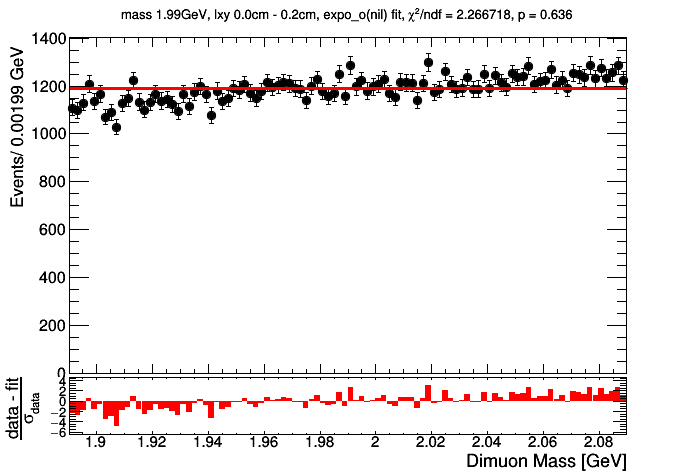 mass 1.99GeV, lxy 0.0cm - 0.2cm, expo_o(nil) fit, χ²/ndf = 2.266718, p = 0.636
Events/ 0.00199 GeV
1400
1200
1000
800
600
400
200
0
data - fit
σdata
4
2
0
−2
−4
−6
1.9 1.92 1.94 1.96 1.98 2 2.02 2.04 2.06 2.08
Dimuon Mass [GeV]